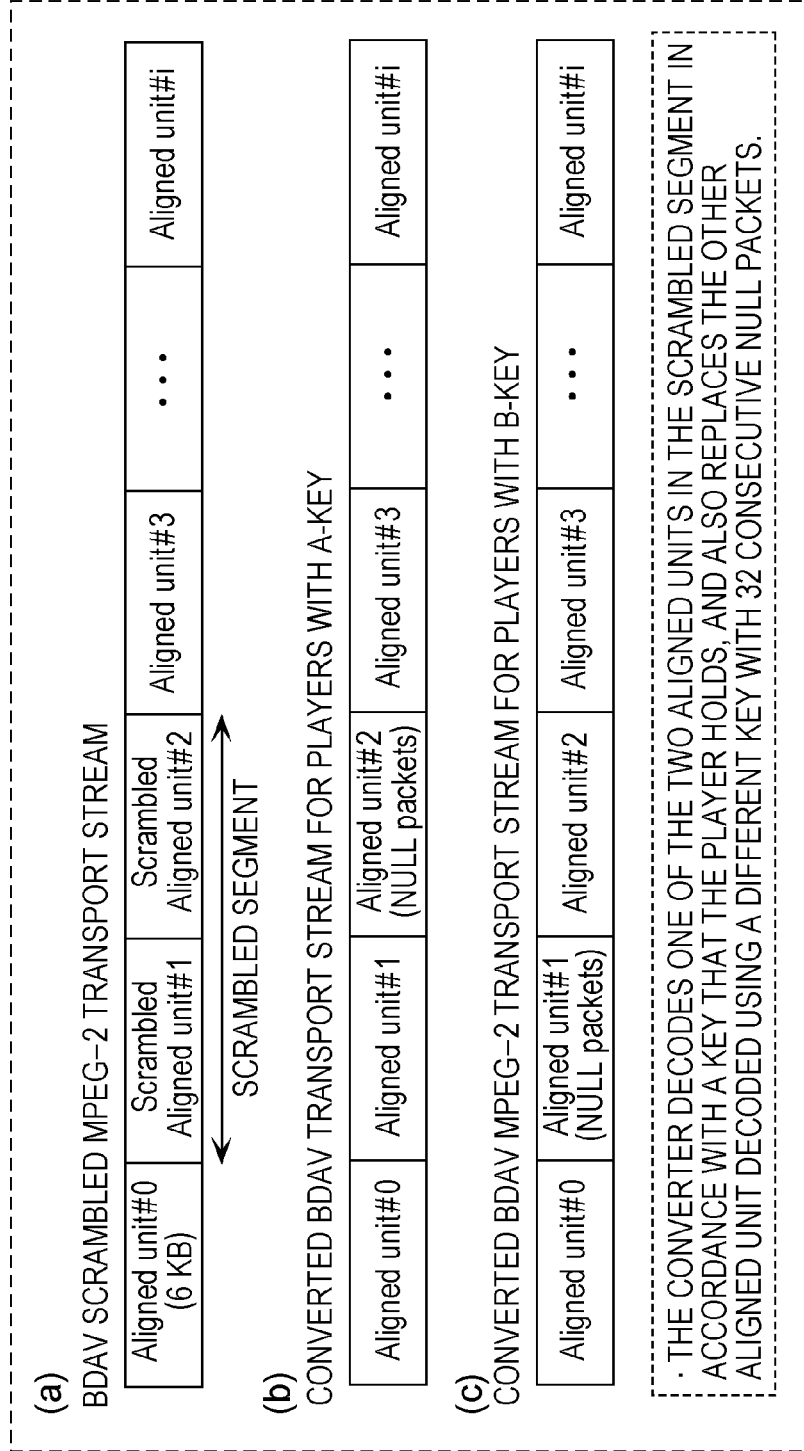 (a)
BDAV SCRAMBLED MPEG-2 TRANSPORT STREAM
Aligned unit#0
(6 KB)
Scrambled
Aligned unit#1
Scrambled
Aligned unit#2
Aligned unit#3
• • •
Aligned unit#i
SCRAMBLED SEGMENT
(b)
CONVERTED BDAV TRANSPORT STREAM FOR PLAYERS WITH A-KEY
Aligned unit#0
Aligned unit#1
Aligned unit#2
(NULL packets)
Aligned unit#3
• • •
Aligned unit#i
(c)
CONVERTED BDAV MPEG-2 TRANSPORT STREAM FOR PLAYERS WITH B-KEY
Aligned unit#0
Aligned unit#1
(NULL packets)
Aligned unit#2
Aligned unit#3
• • •
Aligned unit#i
· THE CONVERTER DECODES ONE OF THE TWO ALIGNED UNITS IN THE SCRAMBLED SEGMENT IN
ACCORDANCE WITH A KEY THAT THE PLAYER HOLDS, AND ALSO REPLACES THE OTHER
ALIGNED UNIT DECODED USING A DIFFERENT KEY WITH 32 CONSECUTIVE NULL PACKETS.